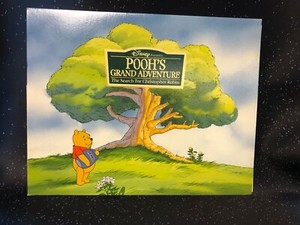 Disney
POOH'S
GRAND ADVENTURE
The Search For Christopher Robin